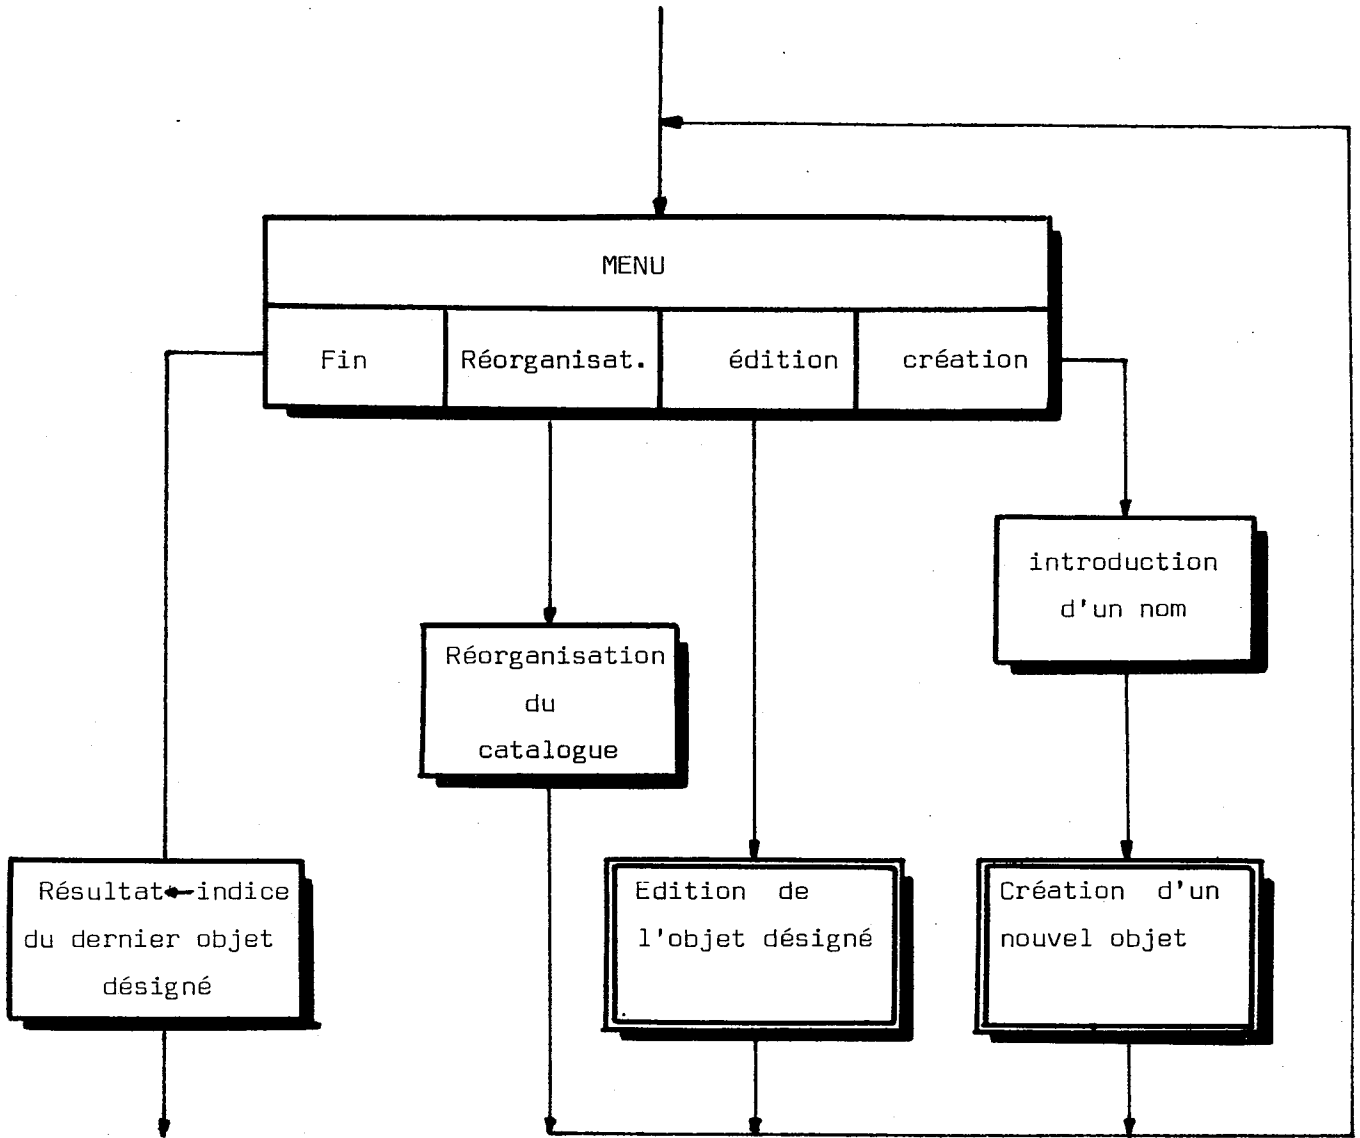 MENU
Fin
Réorganisat.
édition
création
introduction
d'un nom
Réorganisation
du
catalogue
Résultat←indice
du dernier objet
désigné
Edition de
l'objet désigné
Création d'un
nouvel objet